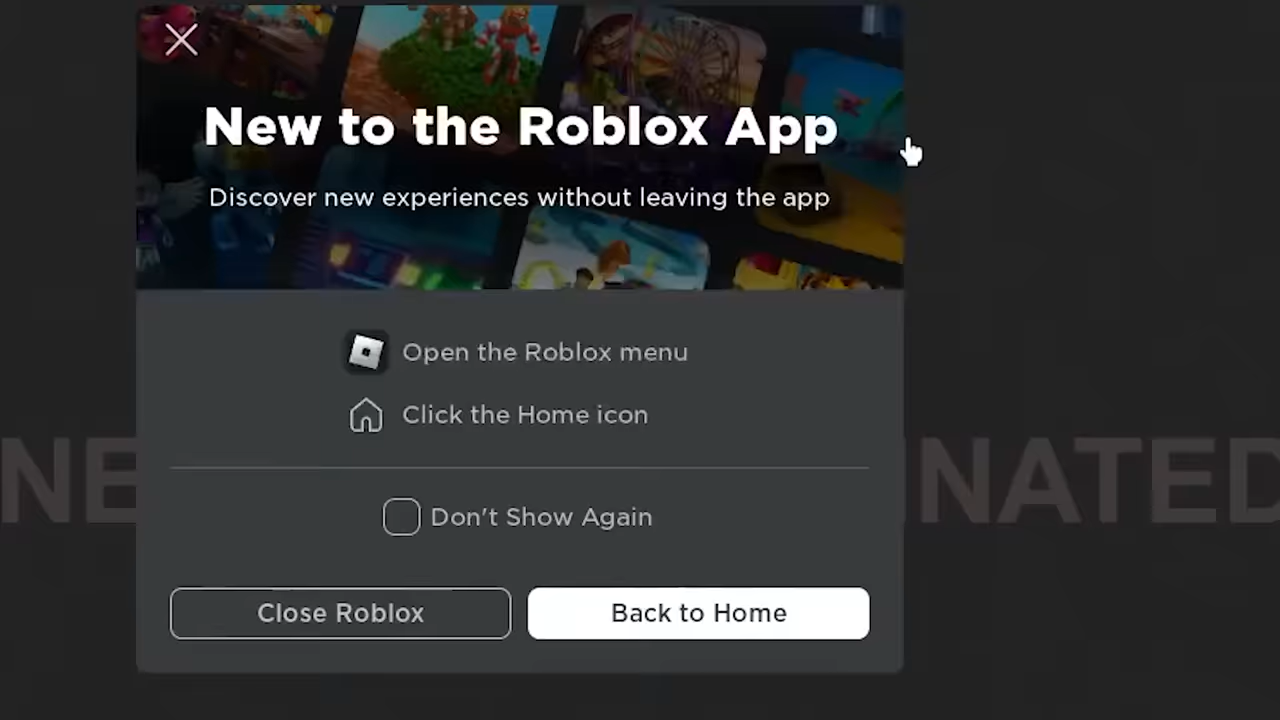 New to the Roblox App
Discover new experiences without leaving the app
Open the Roblox menu
Click the Home icon
Don't Show Again
Close Roblox
Back to Home